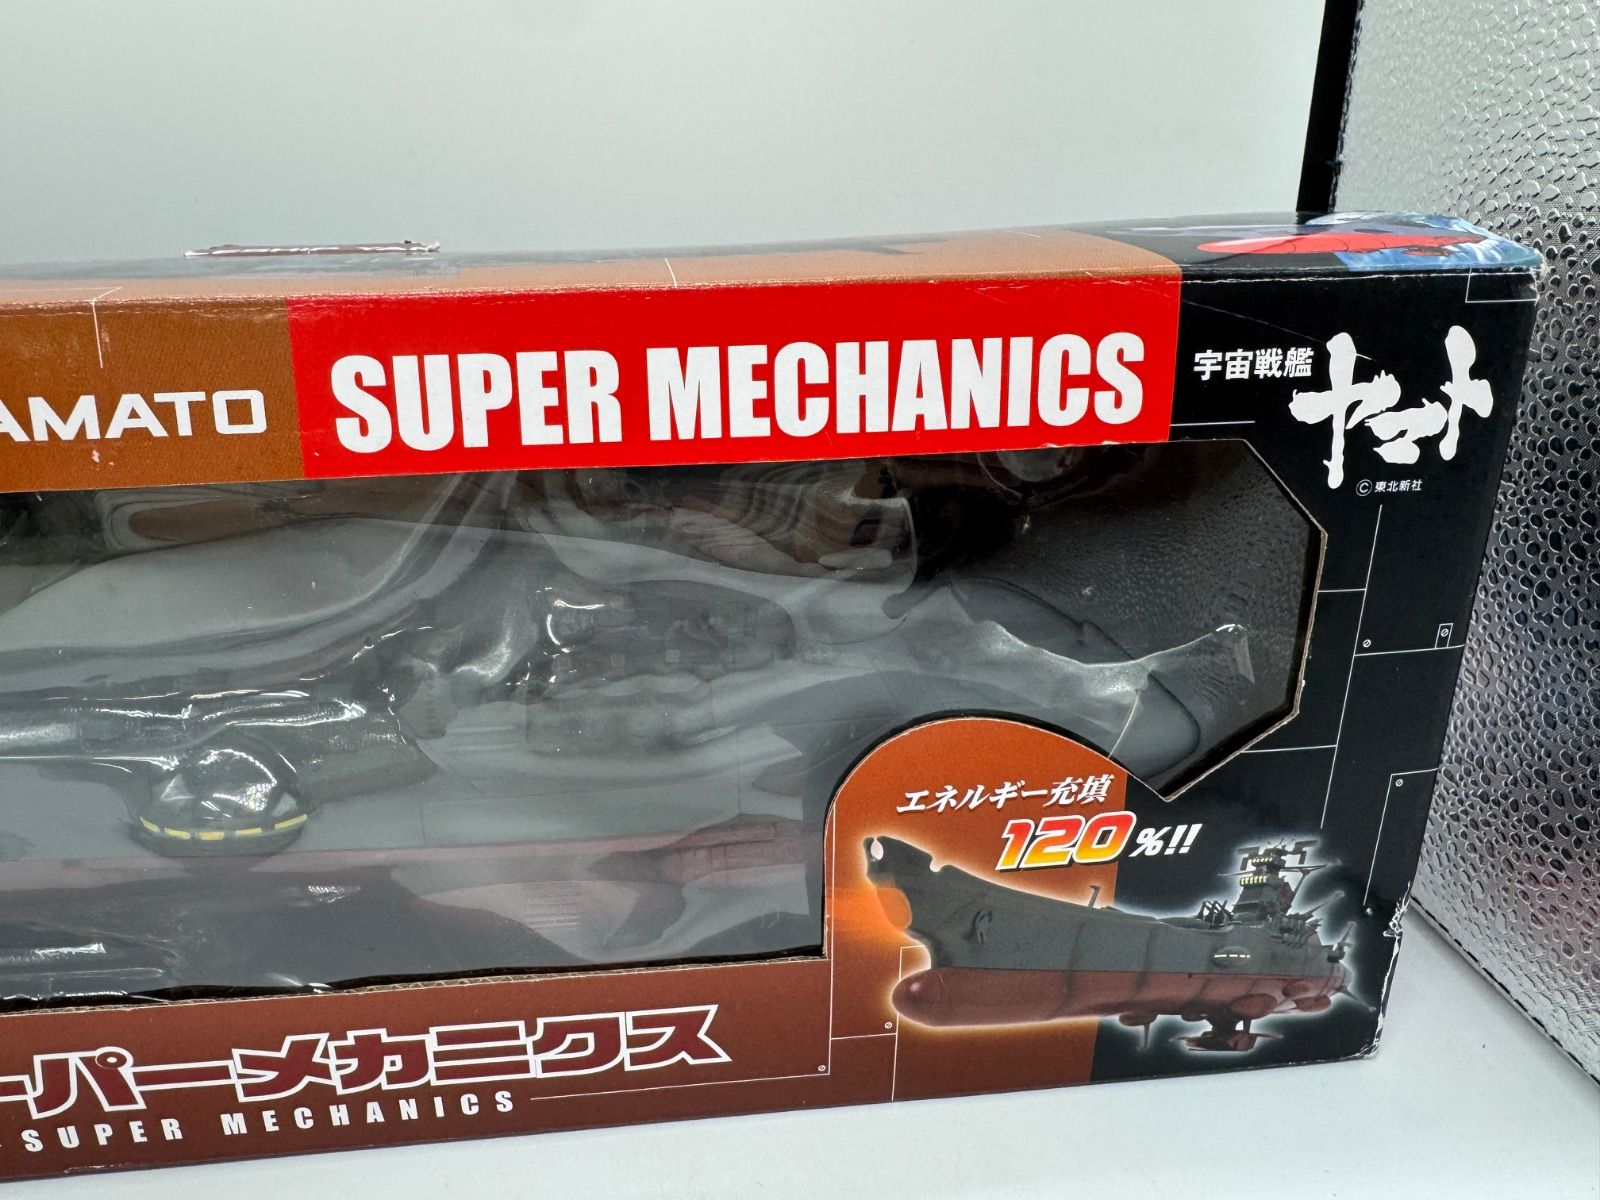 AMATO
SUPER MECHANICS
宇宙戦艦
ヤマト
Ⓒ東北新社
エネルギー充填
120%!!
ーパーメカニクス
SUPER MECHANICS